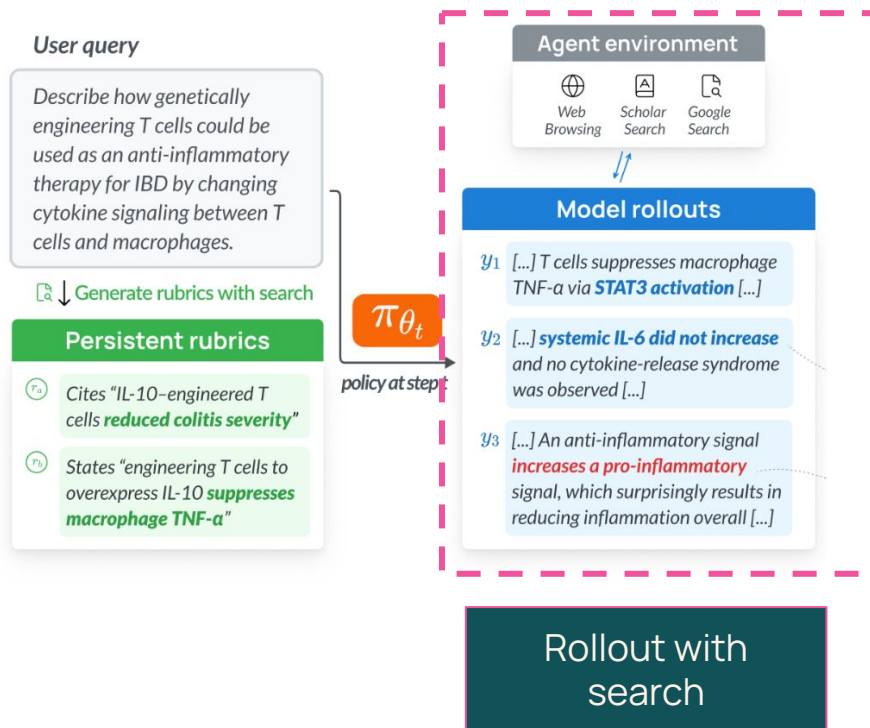 User query
Describe how genetically
engineering T cells could be
used as an anti-inflammatory
therapy for IBD by changing
cytokine signaling between T
cells and macrophages.
Generate rubrics with search
Persistent rubrics
rₐ Cites “IL-10–engineered T
cells reduced colitis severity”
r_b States “engineering T cells to
overexpress IL-10 suppresses
macrophage TNF-α”
π_θₜ
policy at step t
Agent environment
Web
Browsing
Scholar
Search
Google
Search
Model rollouts
y₁ [...] T cells suppresses macrophage
TNF-α via STAT3 activation [...]
y₂ [...] systemic IL-6 did not increase
and no cytokine-release syndrome
was observed [...]
y₃ [...] An anti-inflammatory signal
increases a pro-inflammatory
signal, which surprisingly results in
reducing inflammation overall [...]
Rollout with
search